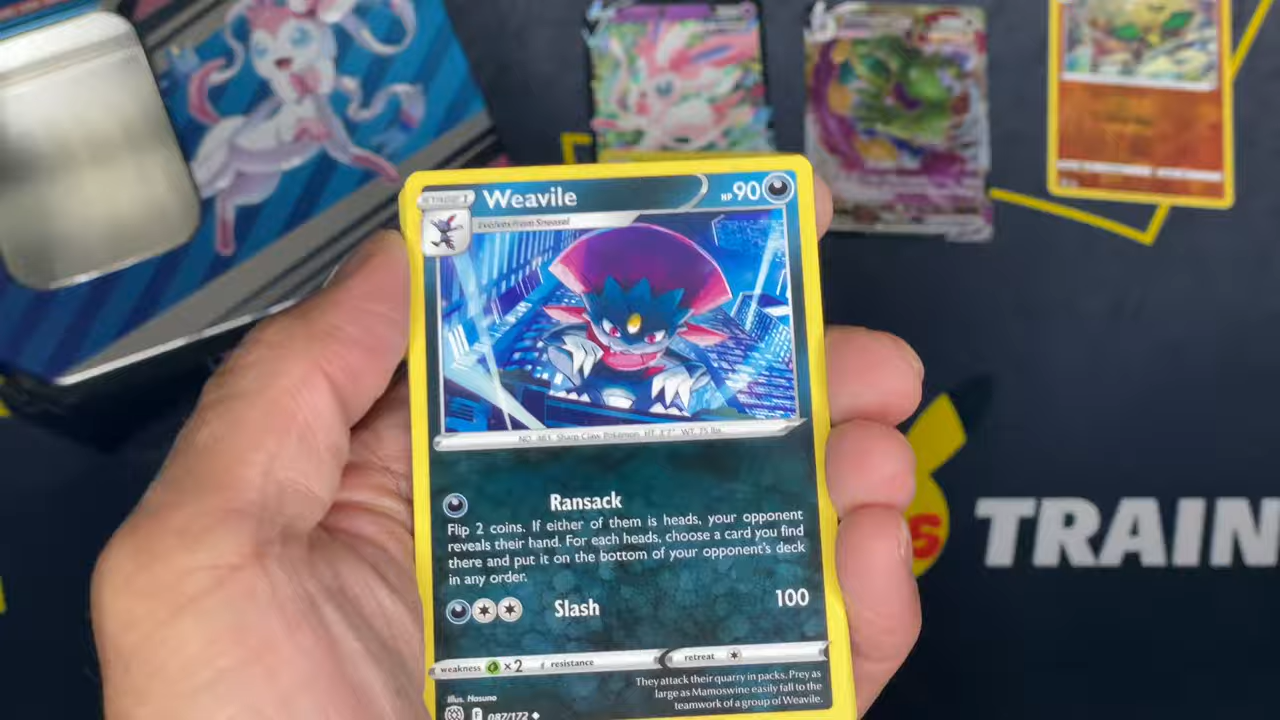 STAGE 1
Weavile
HP 90
Evolves from Sneasel
NO. 461 Sharp Claw Pokémon HT: 3'7" WT: 75 lbs.
Ransack
Flip 2 coins. If either of them is heads, your opponent
reveals their hand. For each heads, choose a card you find
there and put it on the bottom of your opponent's deck
in any order.
Slash 100
weakness ×2 resistance retreat
They attack their quarry in packs. Prey as
large as Mamoswine easily fall to the
teamwork of a group of Weavile.
Illus. Hasuno
F 087/172
S
TRAIN